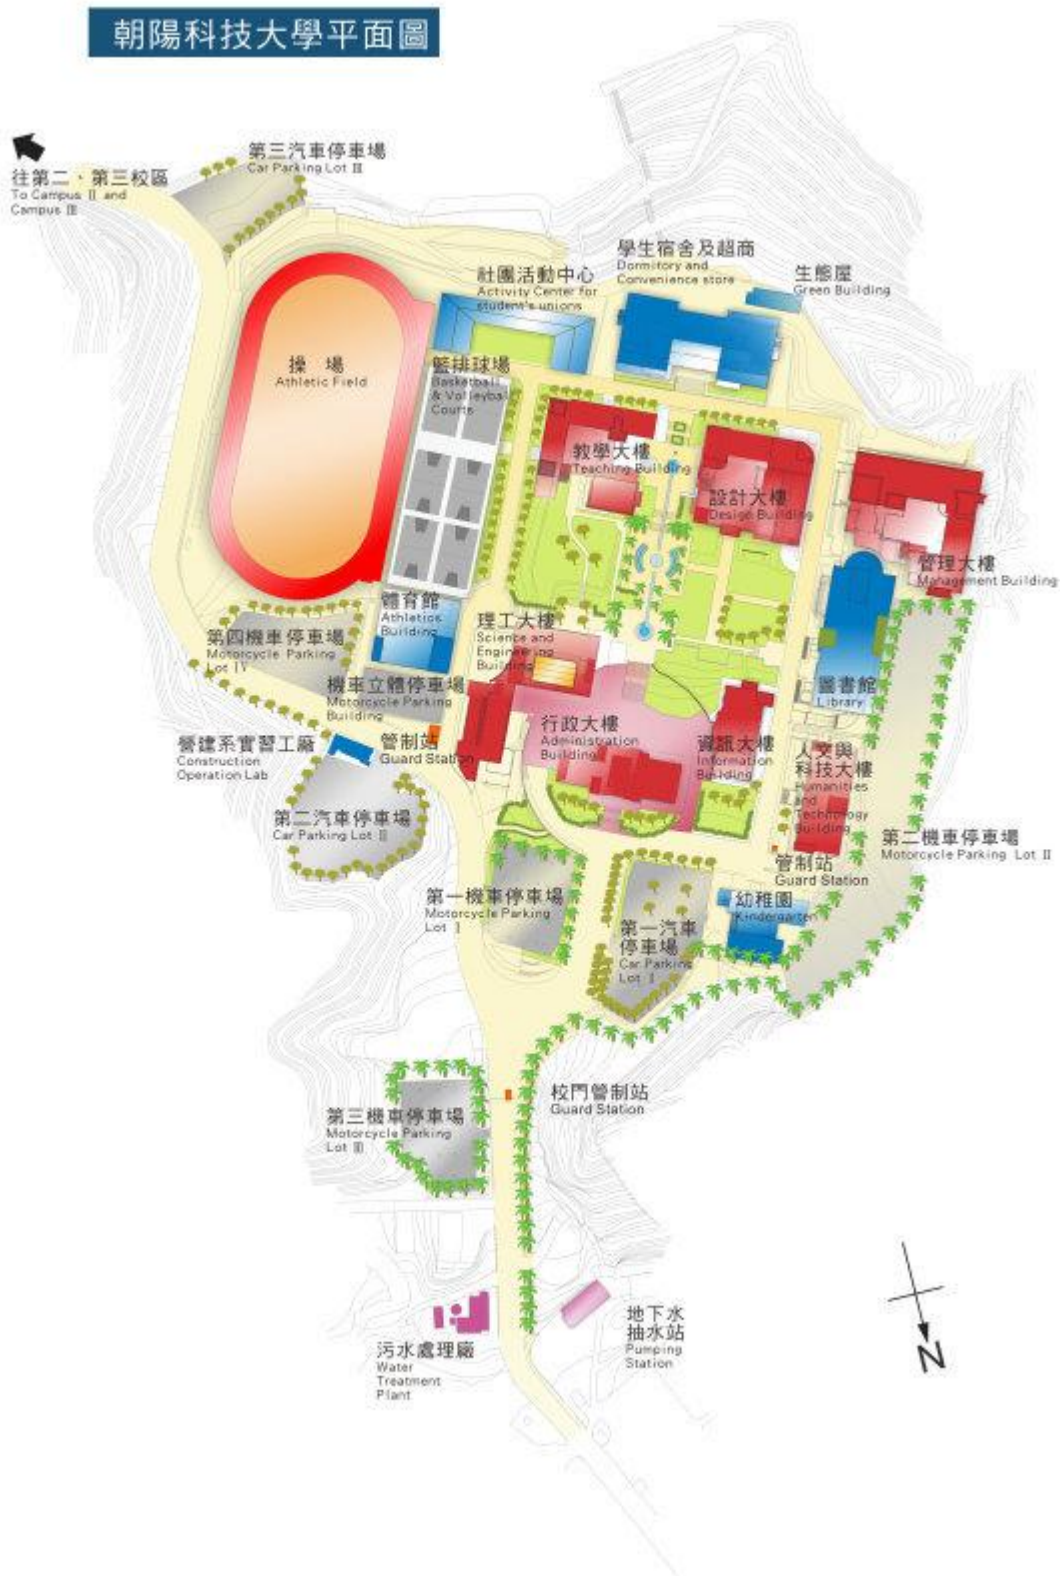 朝陽科技大學平面圖
第三汽車停車場
Car Parking Lot Ⅲ
往第二、第三校區
To Campus Ⅱ and
Campus Ⅲ
學生宿舍及超商
Dormitory and
Convenience store
社團活動中心
Activity Center for
student's unions
生態屋
Green Building
操 場
Athletic Field
籃排球場
Basketball
& Volleybal
Courts
教學大樓
Teaching Building
設計大樓
Design Building
管理大樓
Management Building
體育館
Athletics
Building
理工大樓
Science and
Engineering
Building
第四機車停車場
Motorcycle Parking
Lot Ⅳ
機車立體停車場
Motorcycle Parking
Building
圖書館
Library
行政大樓
Administration
Building
資訊大樓
Information
Building
營建系實習工廠
Construction
Operation Lab
管制站
Guard Station
人文與
科技大樓
Humanities
and
Technology
Building
第二汽車停車場
Car Parking Lot Ⅱ
第二機車停車場
Motorcycle Parking Lot Ⅱ
管制站
Guard Station
第一機車停車場
Motorcycle Parking
Lot Ⅰ
幼稚園
Kindergarten
第一汽車
停車場
Car Parking
Lot Ⅰ
校門管制站
Guard Station
第三機車停車場
Motorcycle Parking
Lot Ⅲ
地下水
抽水站
Pumping
Station
污水處理廠
Water
Treatment
Plant
N